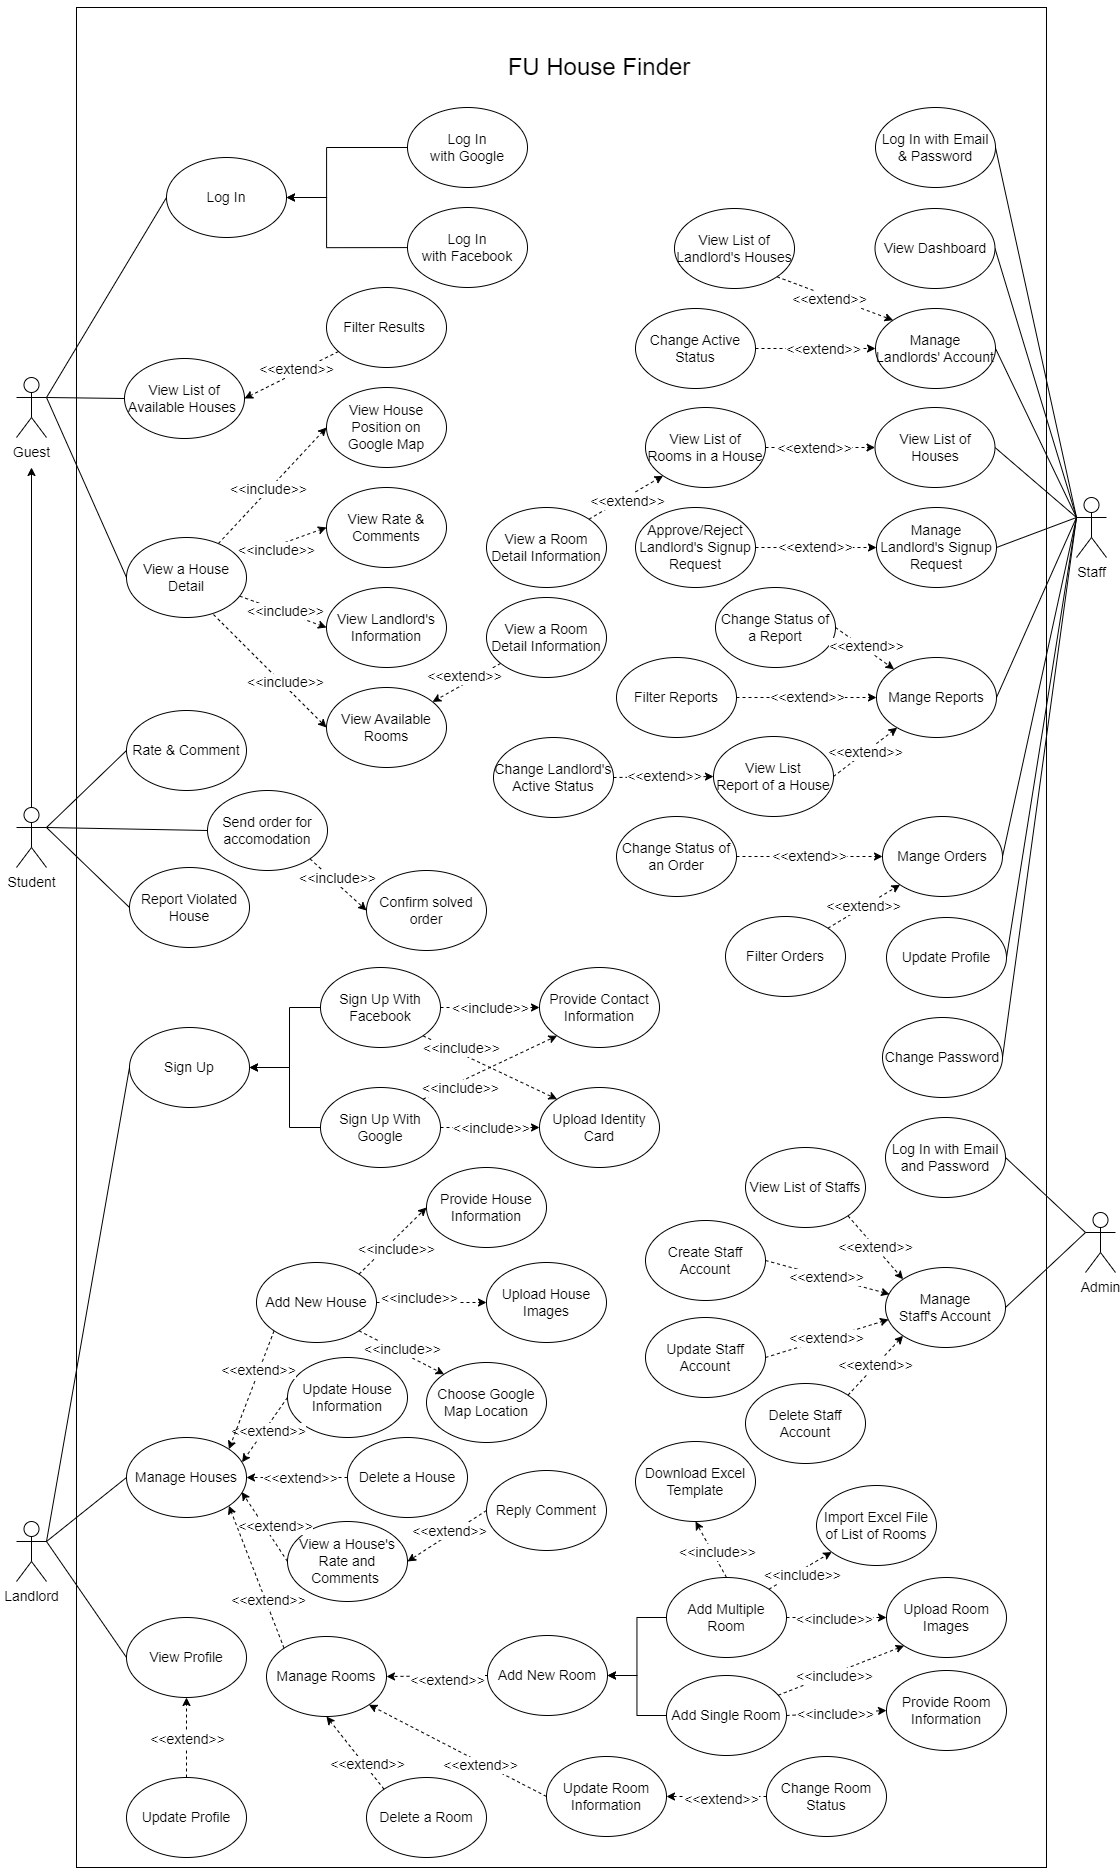 FU House Finder
Log In
with Google
Log In with Email
& Password
Log In
Log In
with Facebook
View List of
Landlord's Houses
View Dashboard
<<extend>>
Filter Results
Change Active
Status
<<extend>>
Manage
Landlords' Account
<<extend>>
View List of
Available Houses
View House
Position on
Google Map
Guest
View List of
Rooms in a House
<<extend>>
View List of
Houses
<<include>>
<<extend>>
View Rate &
Comments
<<include>>
View a Room
Detail Information
Approve/Reject
Landlord's Signup
Request
<<extend>>
Manage
Landlord's Signup
Request
Staff
View a House
Detail
<<include>>
View Landlord's
Information
View a Room
Detail Information
Change Status of
a Report
<<extend>>
<<include>>
<<extend>>
Filter Reports
<<extend>>
Mange Reports
View Available
Rooms
Rate & Comment
<<extend>>
Change Landlord's
Active Status
<<extend>>
View List
Report of a House
Send order for
accomodation
Student
<<include>>
Change Status of
an Order
<<extend>>
Mange Orders
Report Violated
House
Confirm solved
order
<<extend>>
Filter Orders
Update Profile
Sign Up With
Facebook
<<include>>
Provide Contact
Information
<<include>>
Sign Up
<<include>>
Change Password
Sign Up With
Google
<<include>>
Upload Identity
Card
Log In with Email
and Password
View List of Staffs
Provide House
Information
<<include>>
<<extend>>
Create Staff
Account
<<extend>>
Admin
Add New House
<<include>>
Upload House
Images
Manage
Staff's Account
<<include>>
<<extend>>
Update Staff
Account
<<extend>>
<<extend>>
Update House
Information
Choose Google
Map Location
Delete Staff
Account
<<extend>>
Manage Houses
<<extend>>
Delete a House
Download Excel
Template
Reply Comment
<<extend>>
<<extend>>
Import Excel File
of List of Rooms
View a House's
Rate and
Comments
<<include>>
<<include>>
Landlord
<<extend>>
Add Multiple
Room
<<include>>
Upload Room
Images
View Profile
Manage Rooms
<<extend>>
Add New Room
<<include>>
Add Single Room
<<include>>
Provide Room
Information
<<extend>>
<<extend>>
<<extend>>
Update Profile
Delete a Room
Update Room
Information
<<extend>>
Change Room
Status